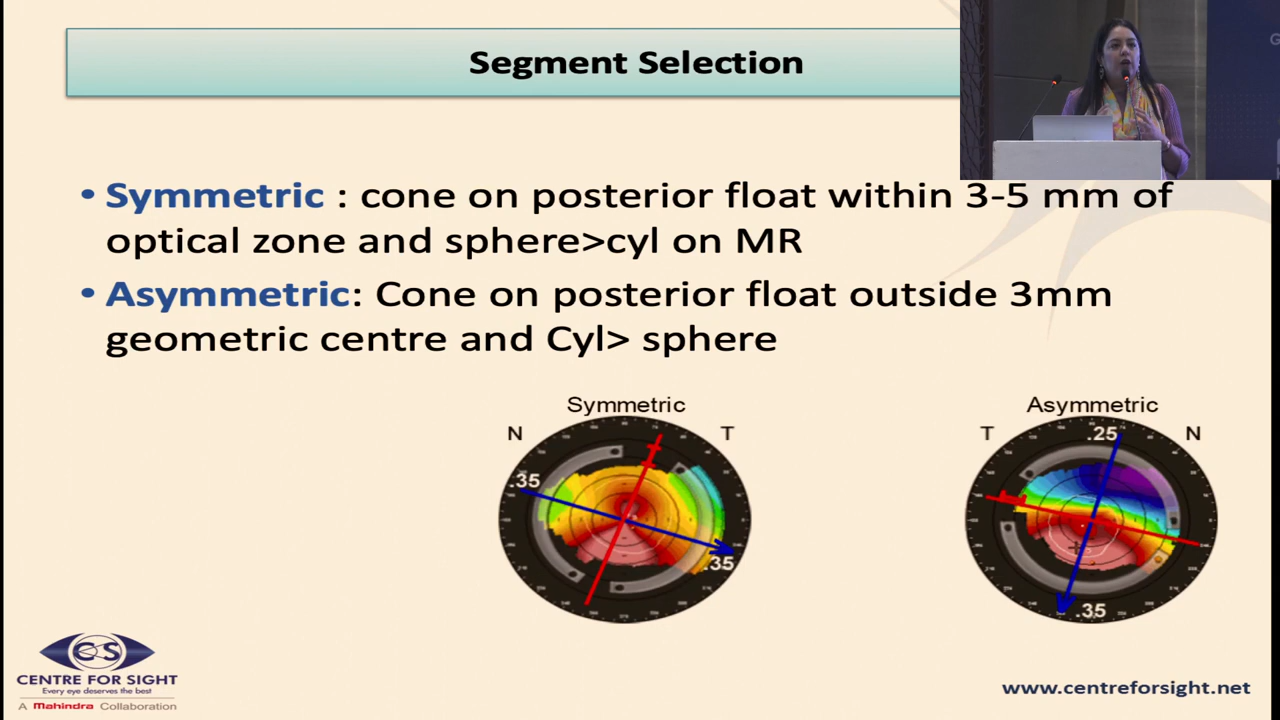 Segment Selection
• Symmetric : cone on posterior float within 3-5 mm of
optical zone and sphere>cyl on MR
• Asymmetric: Cone on posterior float outside 3mm
geometric centre and Cyl> sphere
Symmetric
N
T
.35
.35
Asymmetric
T
N
.25
.35
CS
CENTRE FOR SIGHT
Every eye deserves the best
A Mahindra Collaboration
www.centreforsight.net